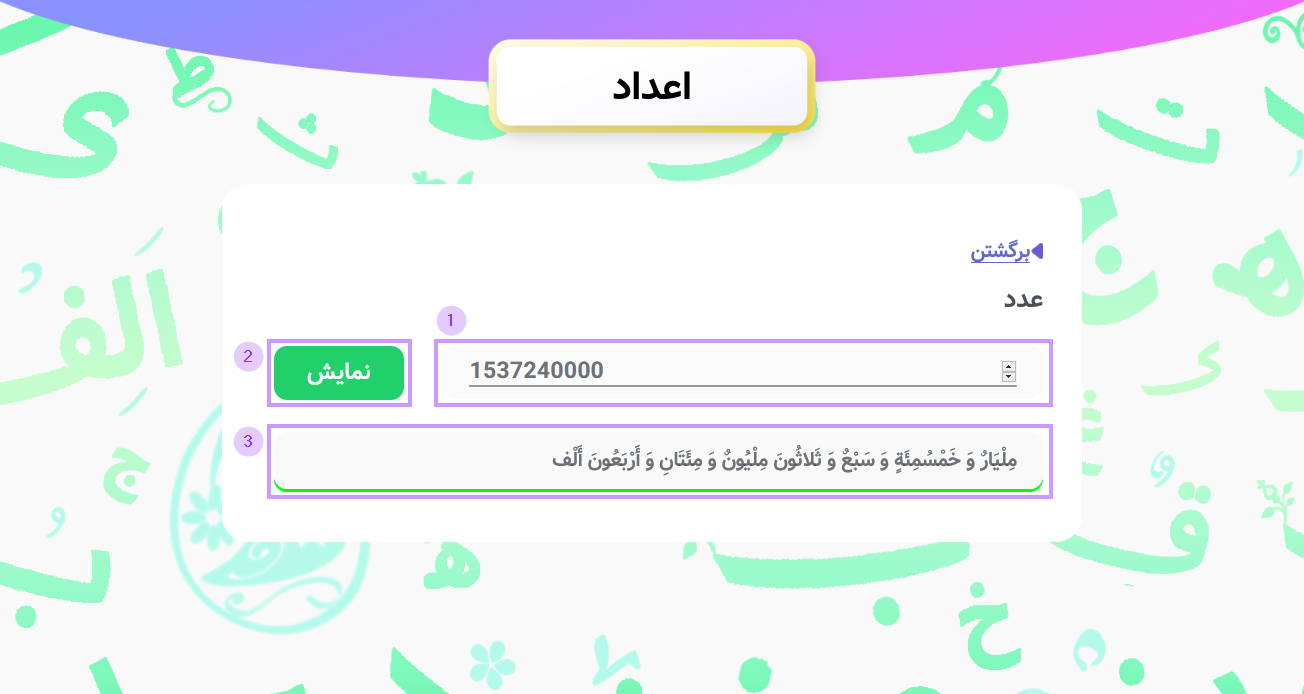 اعداد
برگشتن
عدد
1
1537240000
2
نمایش
3
مِلْیَارٌ وَ خَمْسُمِئَةٍ وَ سَبْعٌ وَ ثَلاثُونَ مِلْیُونٌ وَ مِئَتَانِ وَ أَرْبَعُونَ أَلْف